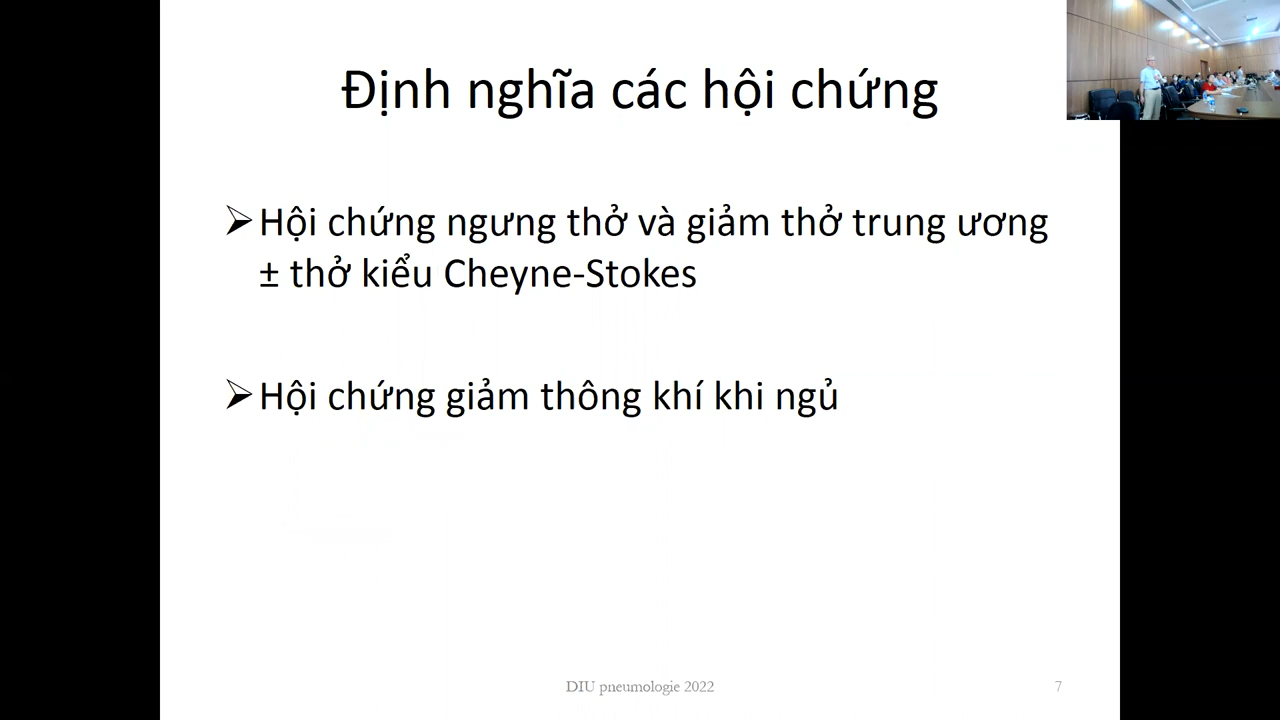 Định nghĩa các hội chứng
➢Hội chứng ngưng thở và giảm thở trung ương
± thở kiểu Cheyne-Stokes
➢Hội chứng giảm thông khí khi ngủ
DIU pneumologie 2022
7